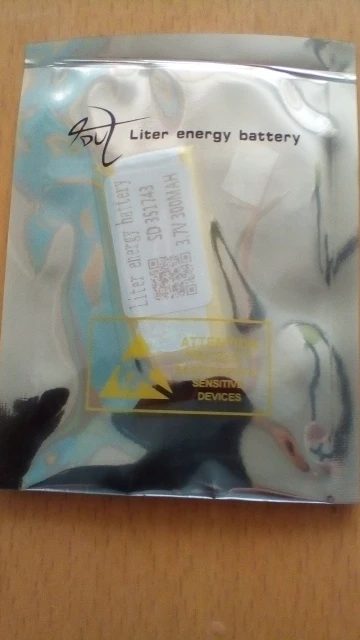 Liter energy battery
Liter energy battery
SD 351743
3.7V 300MAH
ATTENTION
SENSITIVE
DEVICES